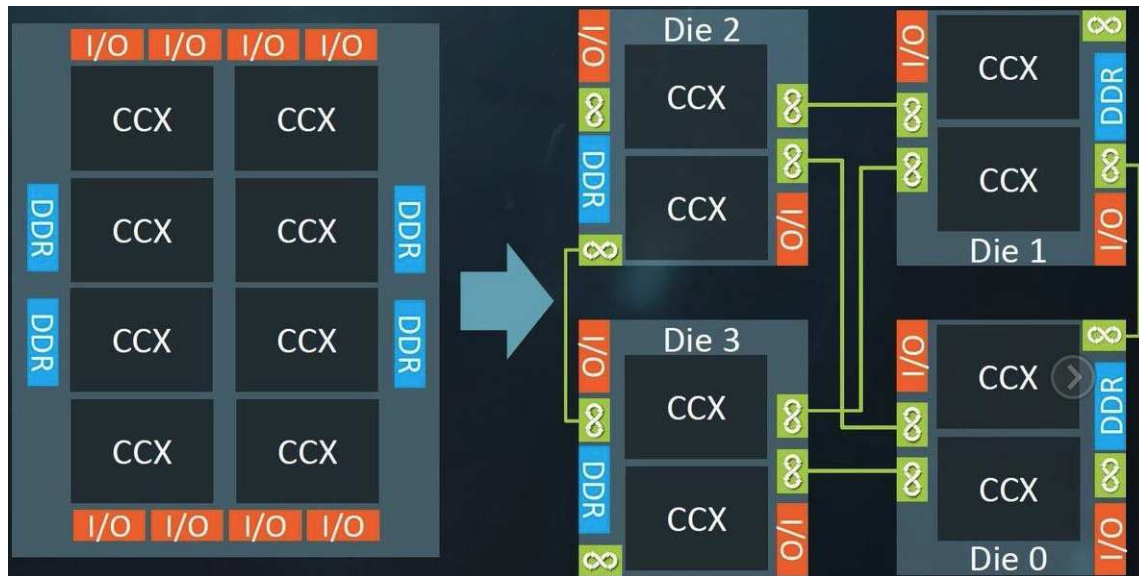 I/O I/O I/O I/O
CCX CCX
DDR CCX CCX DDR
DDR CCX CCX DDR
CCX CCX
I/O I/O I/O I/O
Die 2
I/O
CCX
DDR
CCX
I/O
I/O
CCX
DDR
CCX
I/O
Die 1
Die 3
I/O
CCX
DDR
CCX
I/O
I/O
CCX
DDR
CCX
I/O
Die 0